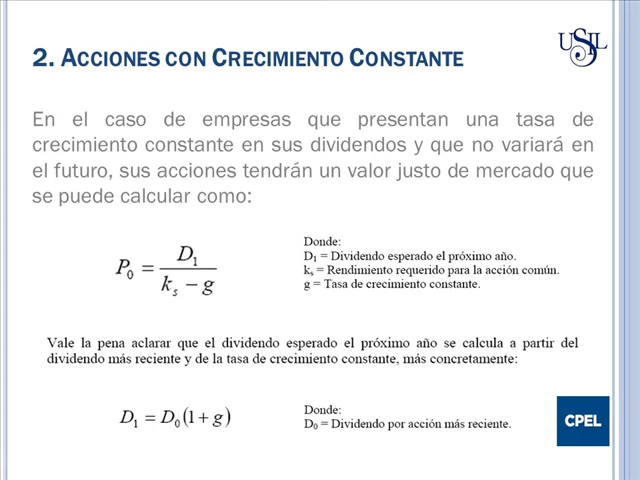 2. ACCIONES CON CRECIMIENTO CONSTANTE
USIL
En el caso de empresas que presentan una tasa de
crecimiento constante en sus dividendos y que no variará en
el futuro, sus acciones tendrán un valor justo de mercado que
se puede calcular como:
P₀ = D₁ / (kₛ − g)
Donde:
D₁ = Dividendo esperado el próximo año.
kₛ = Rendimiento requerido para la acción común.
g = Tasa de crecimiento constante.
Vale la pena aclarar que el dividendo esperado el próximo año se calcula a partir del
dividendo más reciente y de la tasa de crecimiento constante, más concretamente:
D₁ = D₀(1 + g)
Donde:
D₀ = Dividendo por acción más reciente.
CPEL